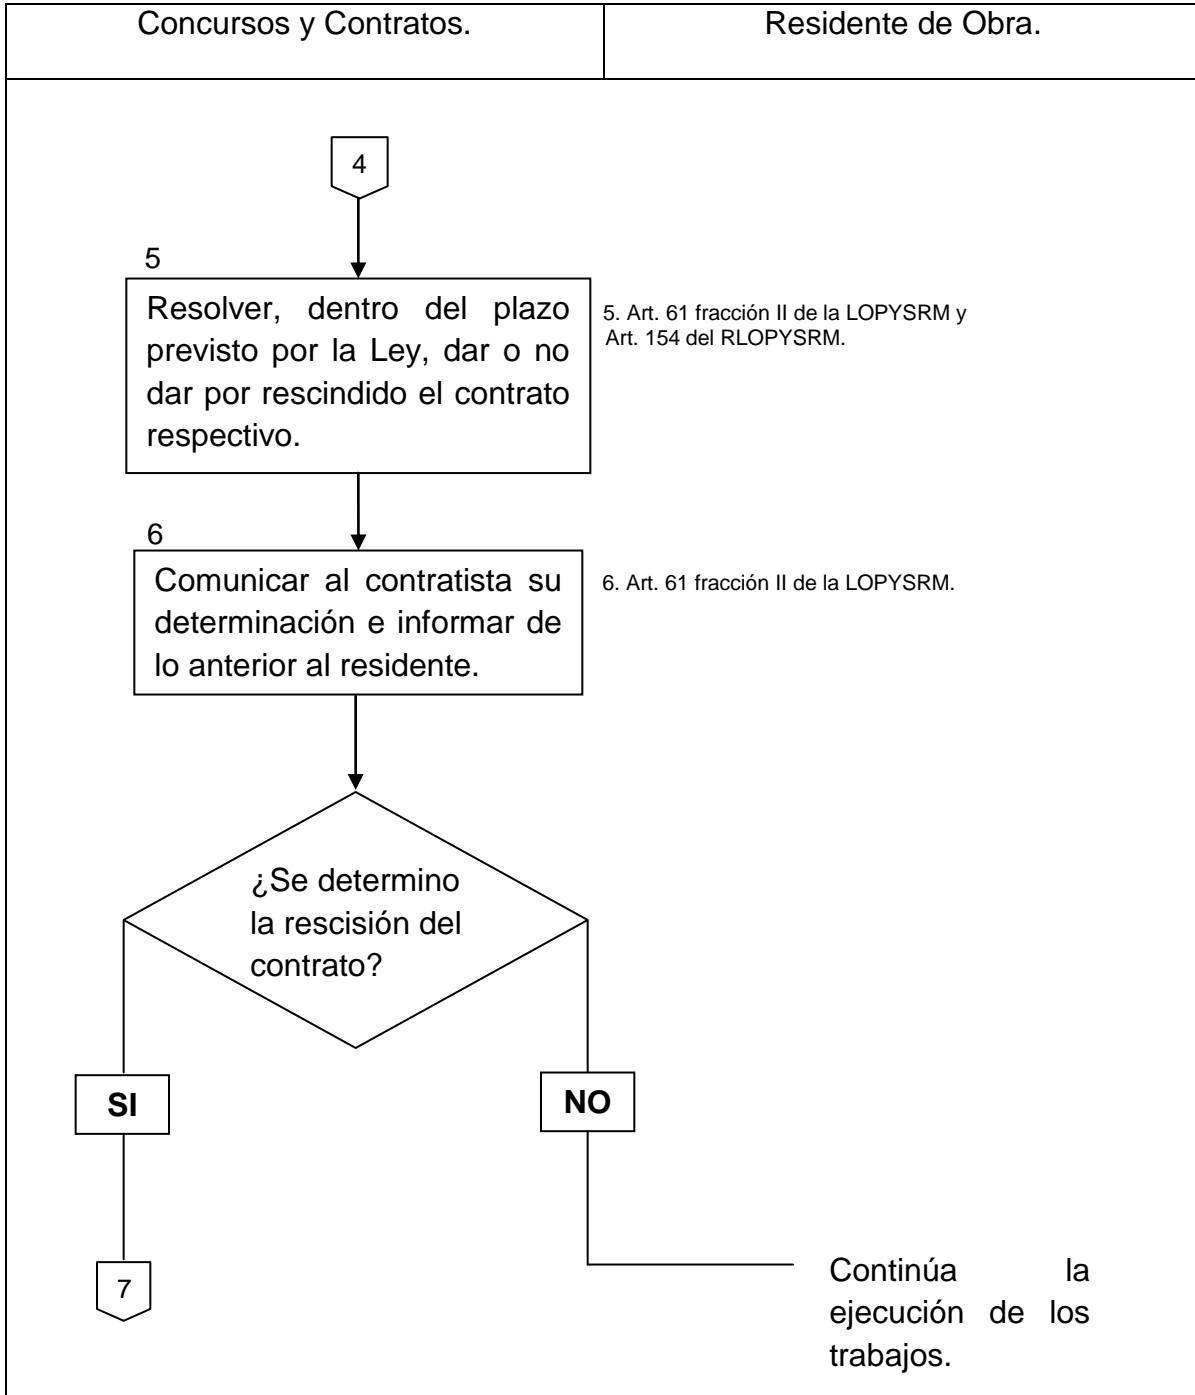 Concursos y Contratos.
Residente de Obra.
4
5
Resolver, dentro del plazo
previsto por la Ley, dar o no
dar por rescindido el contrato
respectivo.
5. Art. 61 fracción II de la LOPYSRM y
Art. 154 del RLOPYSRM.
6
Comunicar al contratista su
determinación e informar de
lo anterior al residente.
6. Art. 61 fracción II de la LOPYSRM.
¿Se determino
la rescisión del
contrato?
SI
NO
7
Continúa la
ejecución de los
trabajos.